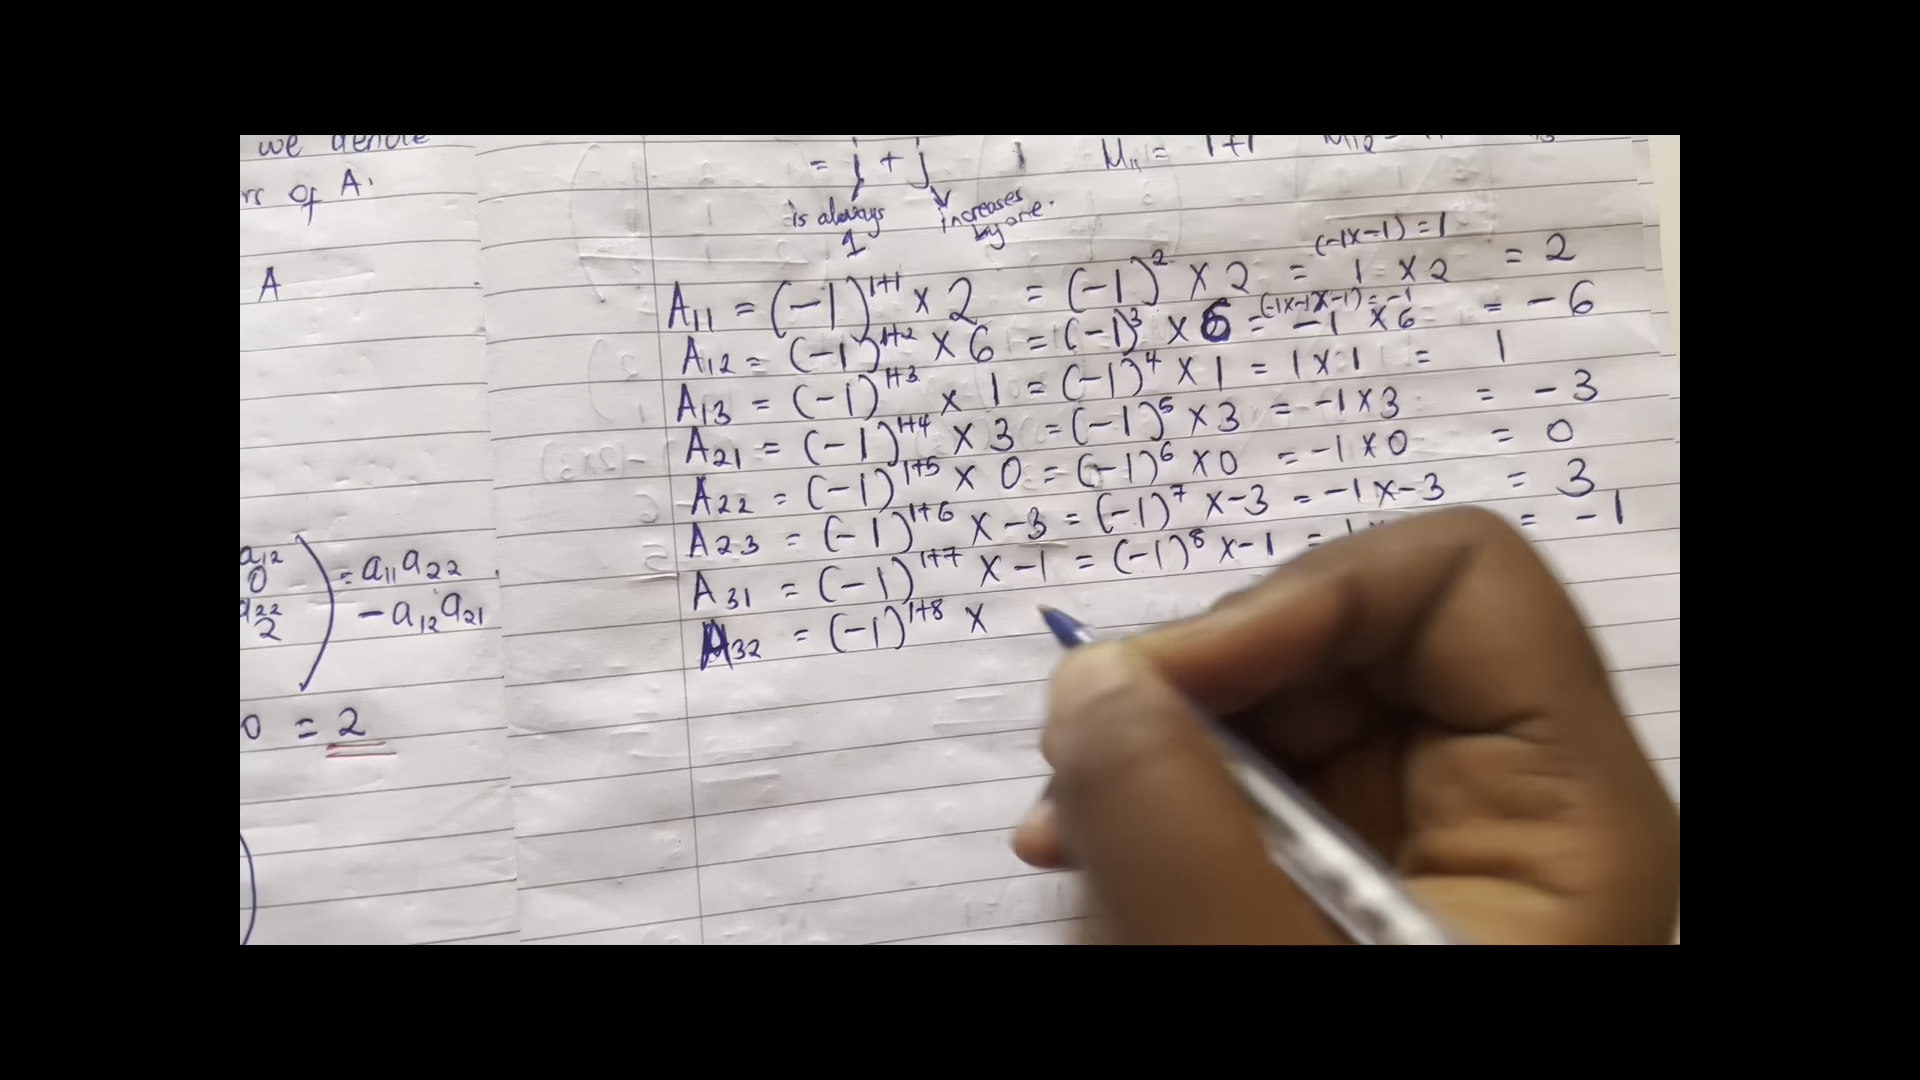 we denote
rs of A.
A
a12
0
a22
2
= a11 a22
- a12 a21
0 = 2
= i + j
is always
1
increases
by one.
M11 = 1+1
M12 =
(-1x-1) = 1
A11 = (-1)^1+1 x 2 = (-1)^2 x 2 = 1 x 2 = 2
(-1x-1x-1) = -1
A12 = (-1)^1+2 x 6 = (-1)^3 x 6 = -1 x 6 = -6
A13 = (-1)^1+3 x 1 = (-1)^4 x 1 = 1 x 1 = 1
A21 = (-1)^1+4 x 3 = (-1)^5 x 3 = -1 x 3 = -3
A22 = (-1)^1+5 x 0 = (-1)^6 x 0 = -1 x 0 = 0
A23 = (-1)^1+6 x -3 = (-1)^7 x -3 = -1 x -3 = 3
A31 = (-1)^1+7 x -1 = (-1)^8 x -1 = = -1
A32 = (-1)^1+8 x